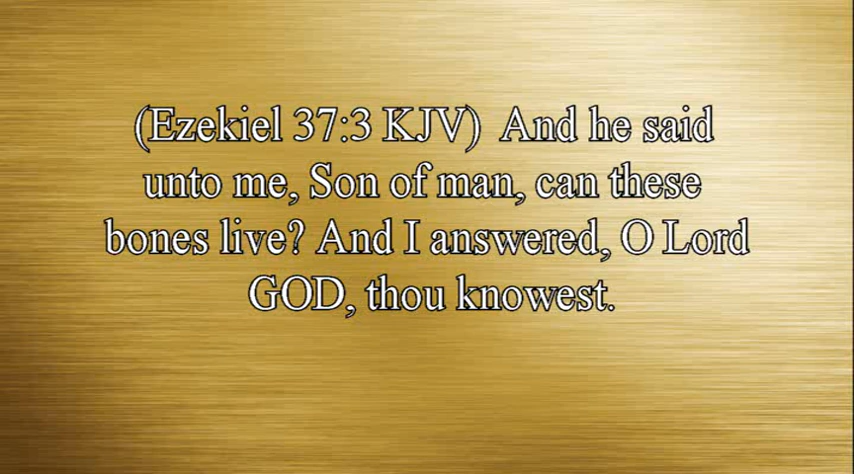 (Ezekiel 37:3 KJV)  And he said
unto me, Son of man, can these
bones live? And I answered, O Lord
GOD, thou knowest.